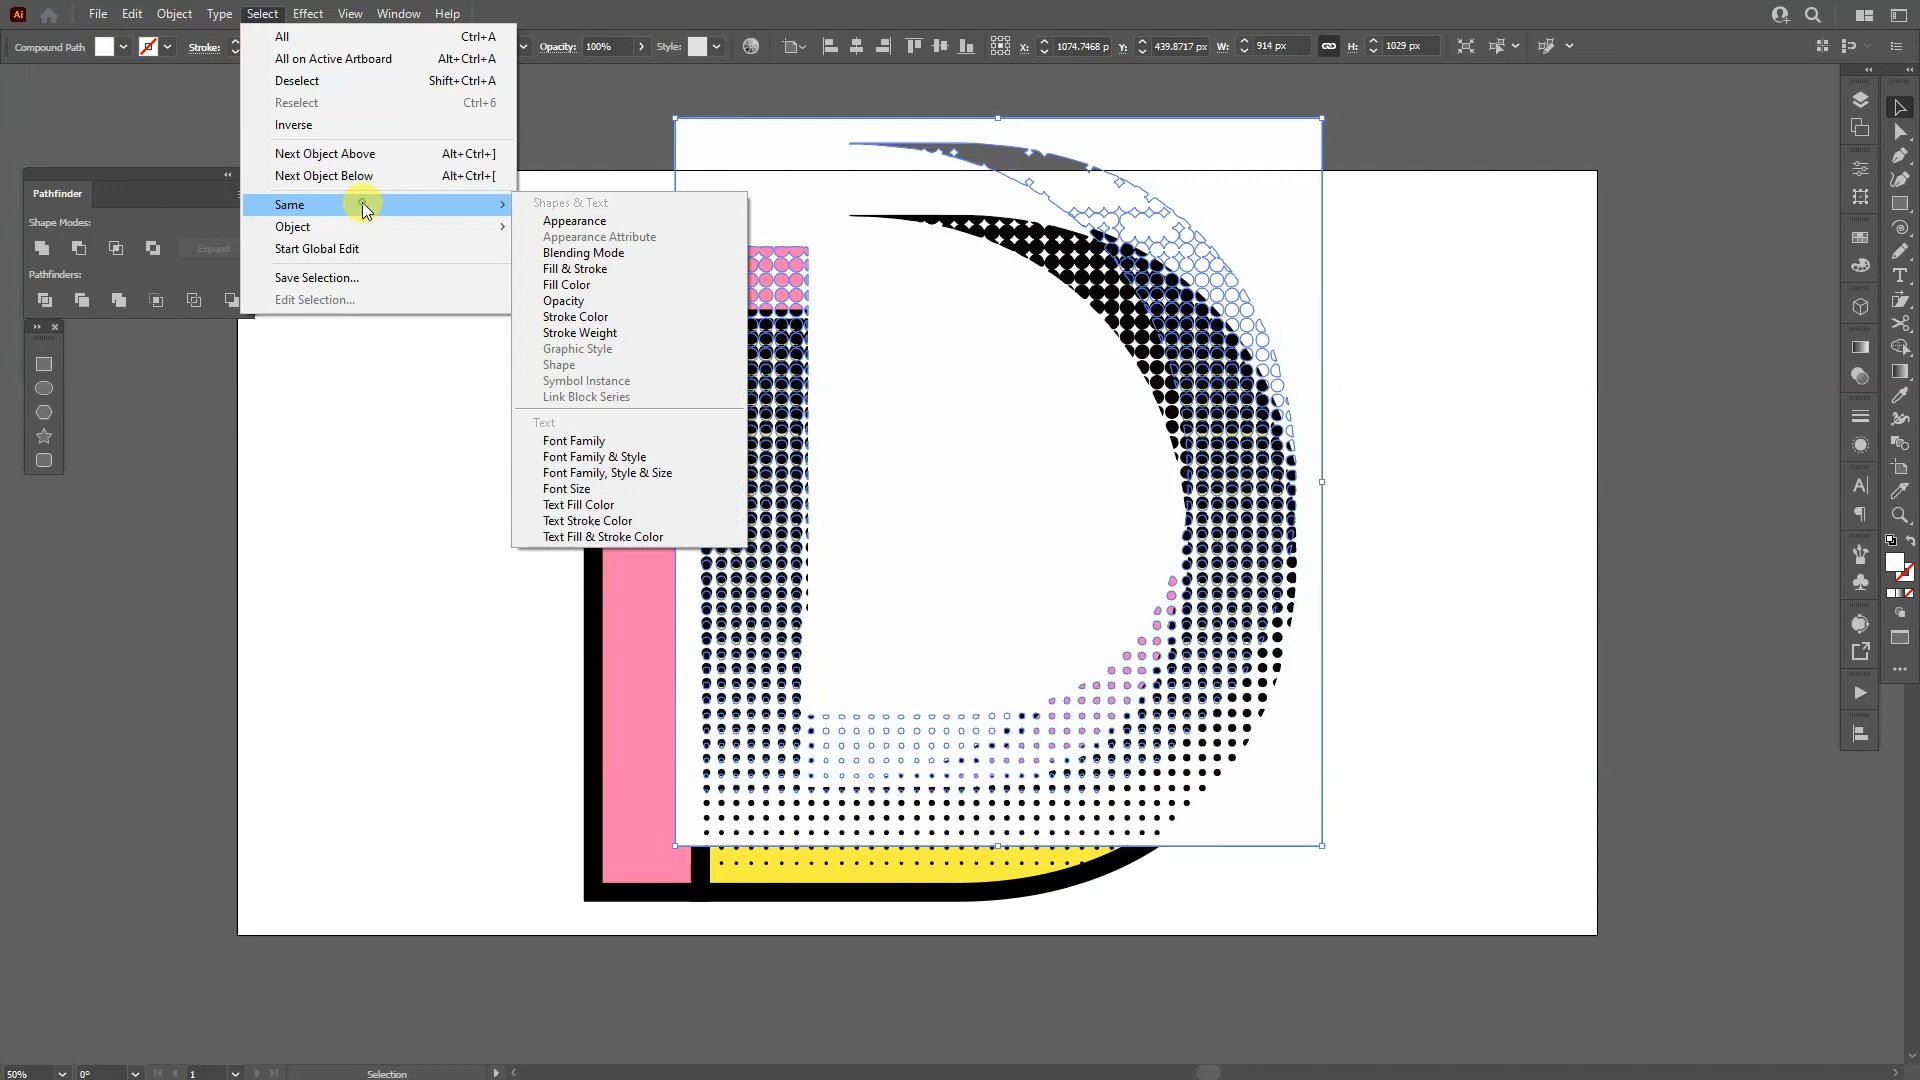 Ai
File Edit Object Type Select Effect View Window Help
Compound Path
Stroke:
Opacity: 100%
Style:
X: 1074.7468 p
Y: 439.8717 px
W: 914 px
H: 1029 px
All Ctrl+A
All on Active Artboard Alt+Ctrl+A
Deselect Shift+Ctrl+A
Reselect Ctrl+6
Inverse
Next Object Above Alt+Ctrl+]
Next Object Below Alt+Ctrl+[
Same
Object
Start Global Edit
Save Selection...
Edit Selection...
Shapes & Text
Appearance
Appearance Attribute
Blending Mode
Fill & Stroke
Fill Color
Opacity
Stroke Color
Stroke Weight
Graphic Style
Shape
Symbol Instance
Link Block Series
Text
Font Family
Font Family & Style
Font Family, Style & Size
Font Size
Text Fill Color
Text Stroke Color
Text Fill & Stroke Color
Pathfinder
Shape Modes:
Expand
Pathfinders:
50%
0°
1
Selection